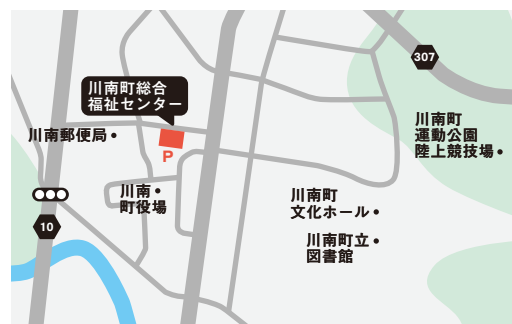 307
川南町総合
福祉センター
川南町
運動公園
陸上競技場
川南郵便局
P
川南
町役場
川南町
文化ホール
10
川南町立
図書館